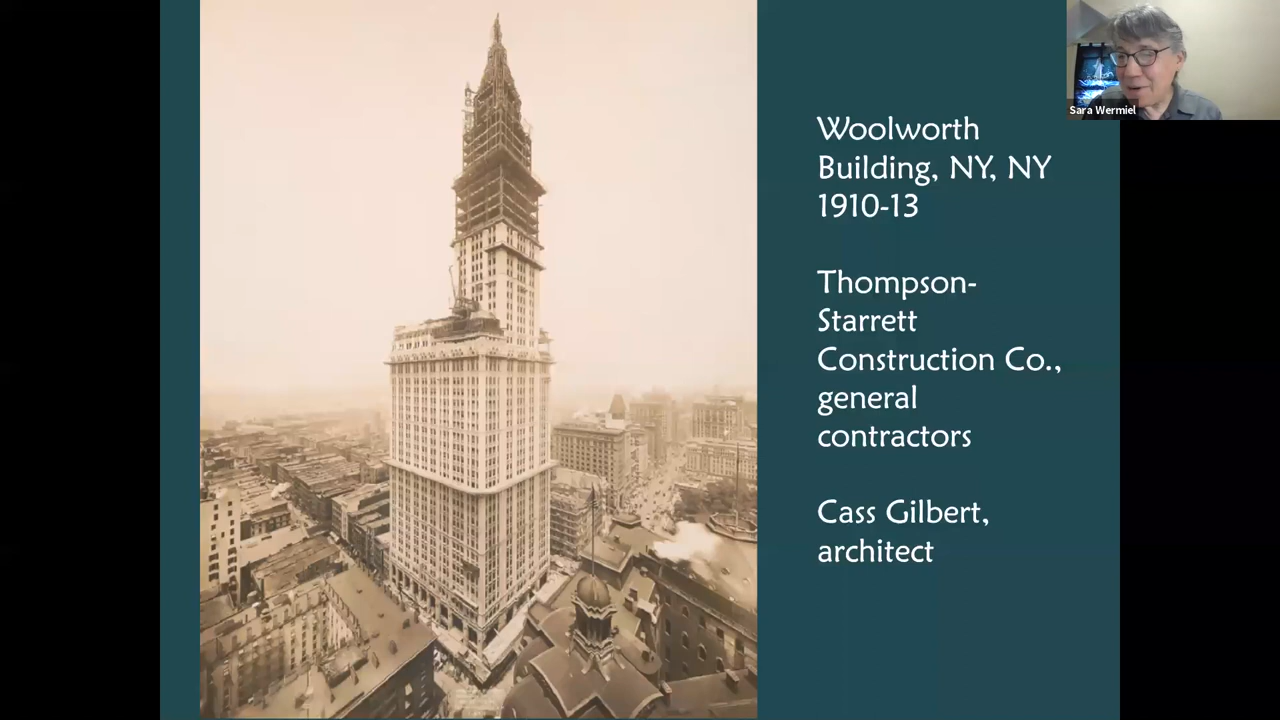 Sara Wermiel
Woolworth
Building, NY, NY
1910-13
Thompson-
Starrett
Construction Co.,
general
contractors
Cass Gilbert,
architect